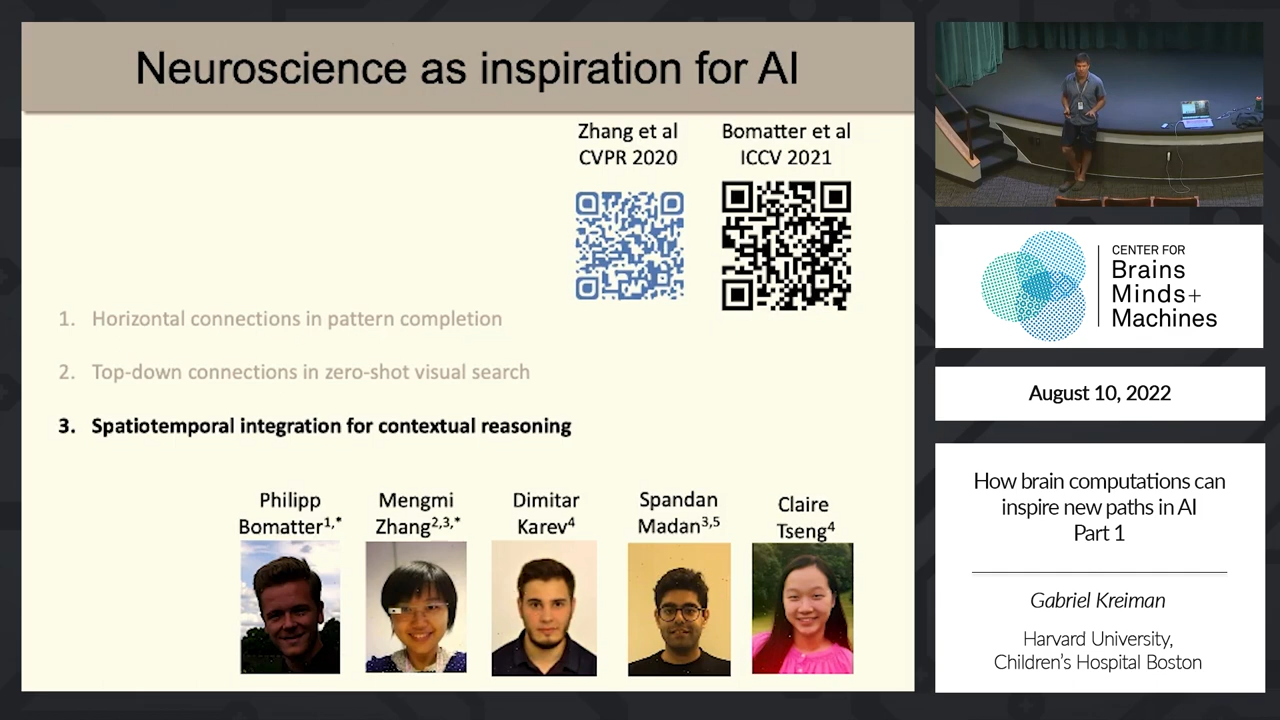 Neuroscience as inspiration for AI
Zhang et al
CVPR 2020
Bomatter et al
ICCV 2021
1. Horizontal connections in pattern completion
2. Top-down connections in zero-shot visual search
3. Spatiotemporal integration for contextual reasoning
Philipp
Bomatter1,*
Mengmi
Zhang2,3,*
Dimitar
Karev4
Spandan
Madan3,5
Claire
Tseng4
CENTER FOR
Brains
Minds+
Machines
August 10, 2022
How brain computations can
inspire new paths in AI
Part 1
Gabriel Kreiman
Harvard University,
Children's Hospital Boston